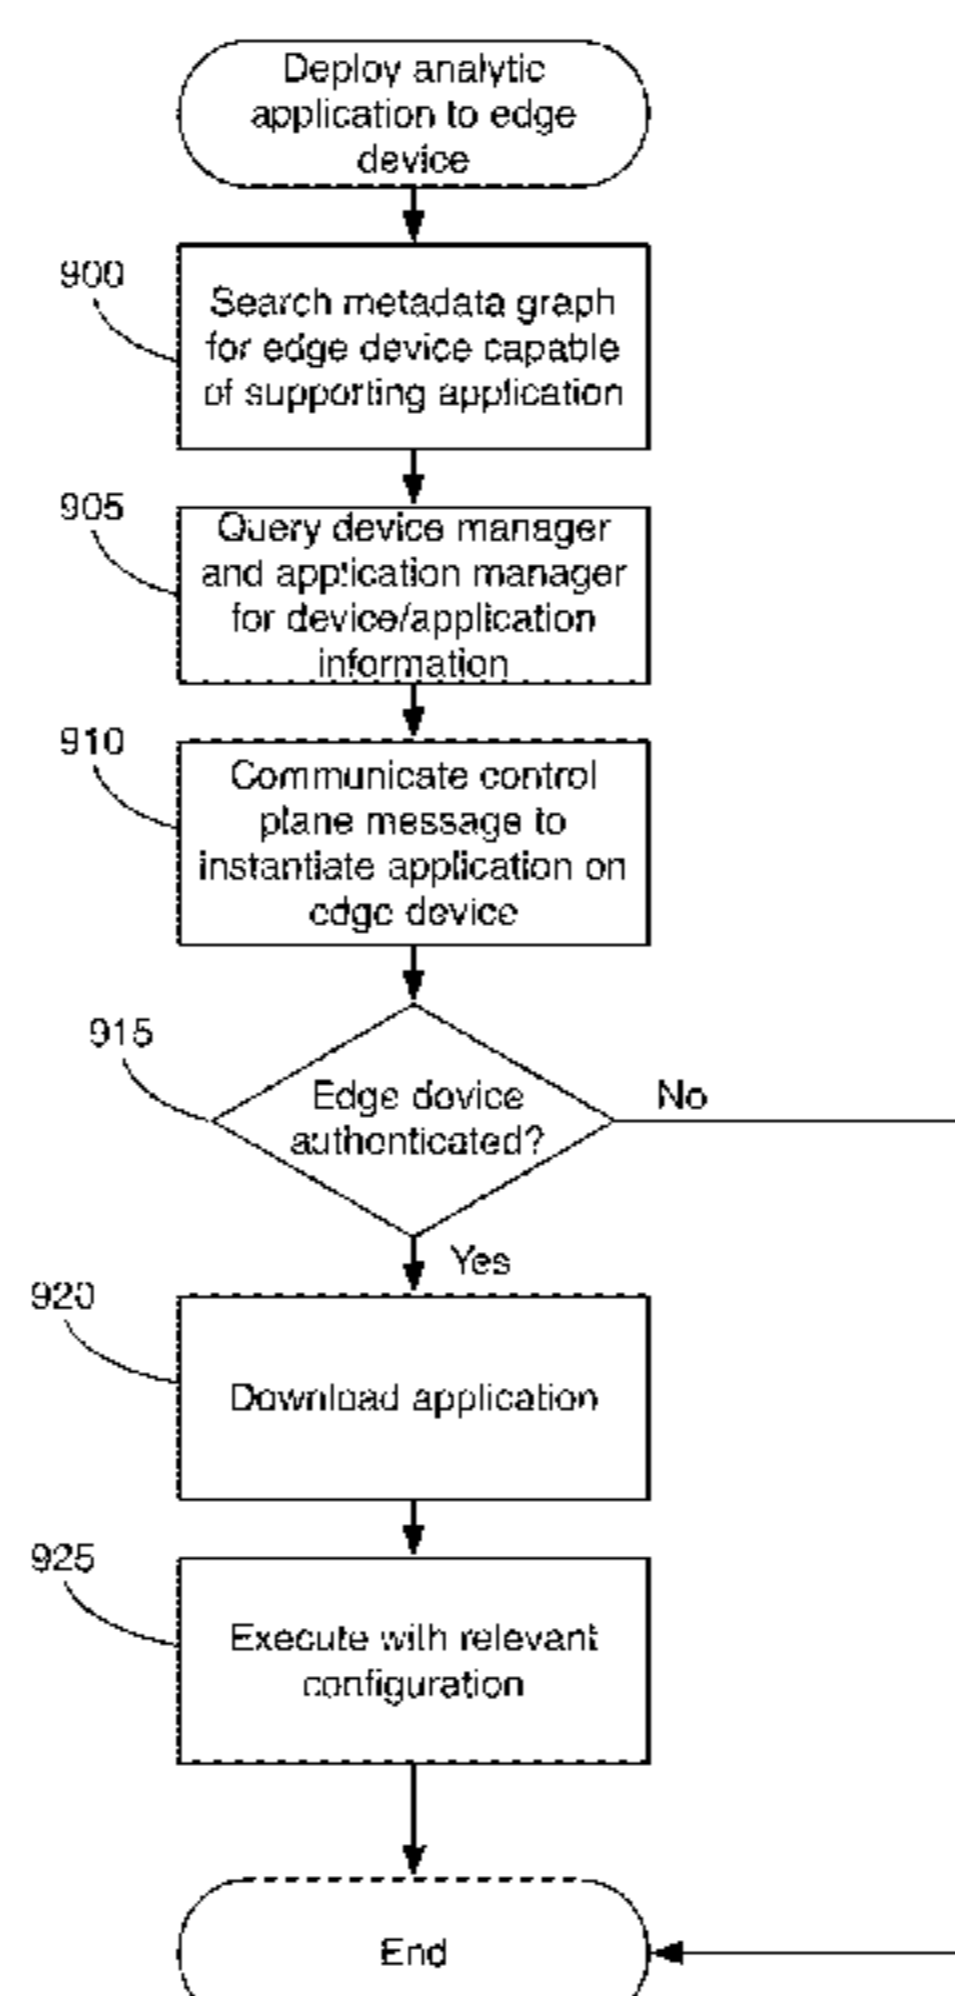 Deploy analytic
application to edge
device
900
Search metadata graph
for edge device capable
of supporting application
905
Query device manager
and application manager
for device/application
information
910
Communicate control
plane message to
instantiate application on
edge device
915
Edge device
authenticated?
No
Yes
920
Download application
925
Execute with relevant
configuration
End